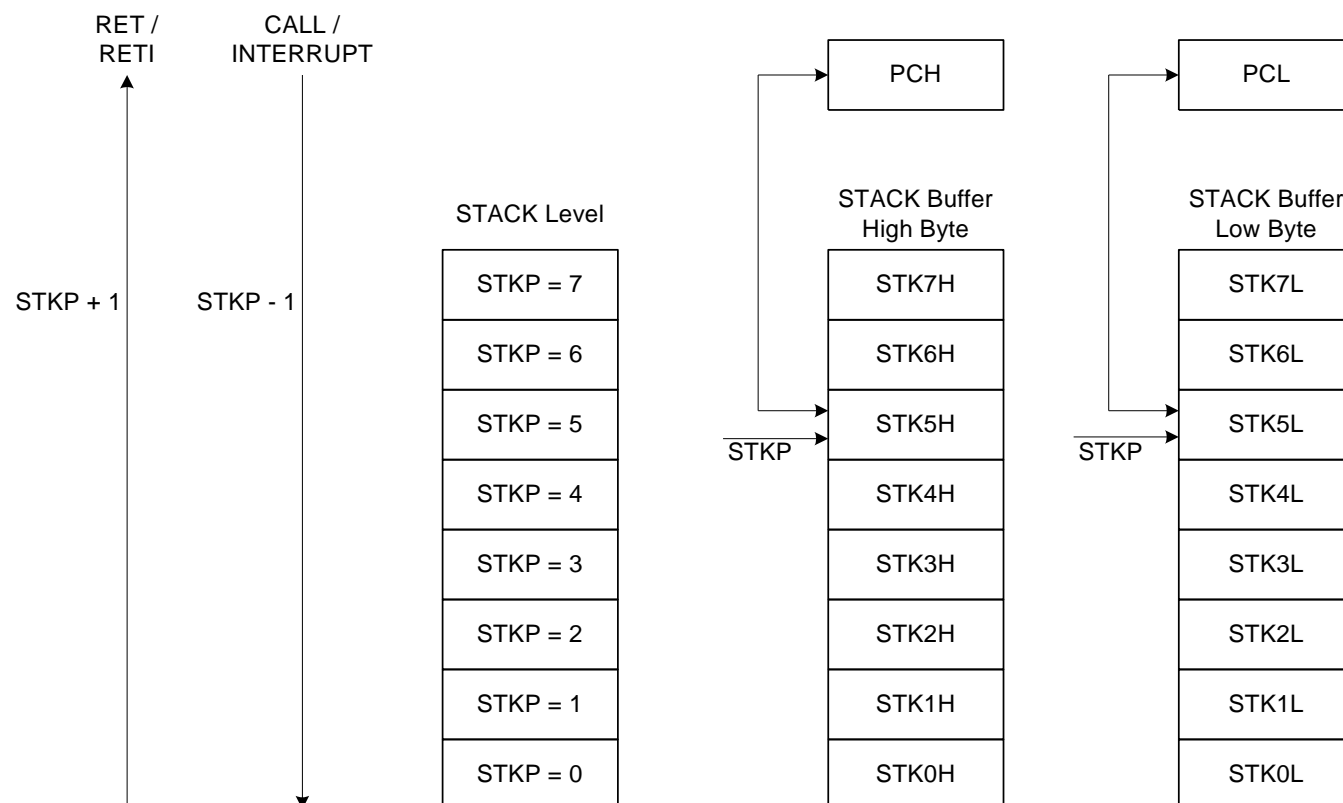 RET /
RETI
CALL /
INTERRUPT
PCH
PCL
STACK Level
STACK Buffer
High Byte
STACK Buffer
Low Byte
STKP + 1
STKP - 1
STKP = 7
STK7H
STK7L
STKP = 6
STK6H
STK6L
STKP = 5
STK5H
STK5L
STKP
STKP
STKP = 4
STK4H
STK4L
STKP = 3
STK3H
STK3L
STKP = 2
STK2H
STK2L
STKP = 1
STK1H
STK1L
STKP = 0
STK0H
STK0L